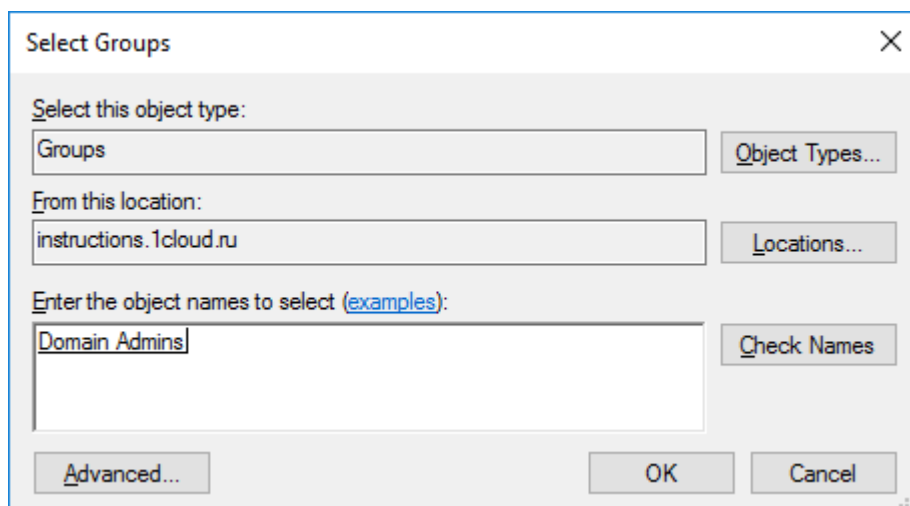 Select Groups
Select this object type:
Groups
Object Types...
From this location:
instructions.1cloud.ru
Locations...
Enter the object names to select (examples):
Domain Admins
Check Names
Advanced...
OK
Cancel